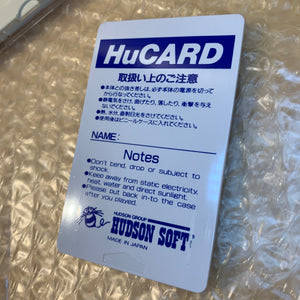 HuCARD
取扱い上のご注意
●本体との抜き差しは、必ず本体の電源を切って
から行なってください。
●静電気をさけ、曲げたり、落したり、衝撃を与え
ないでください。
●熱、水分、直射日光をさけてください。
●使用後はビニールケースに入れてください。
NAME:
Notes
●Don't bend, drop or subject to
shock.
●Keep away from static electricity,
heat, water and direct sunlight.
●Please put back in-to the case
after you played.
HUDSON GROUP
HUDSON SOFT
MADE IN JAPAN